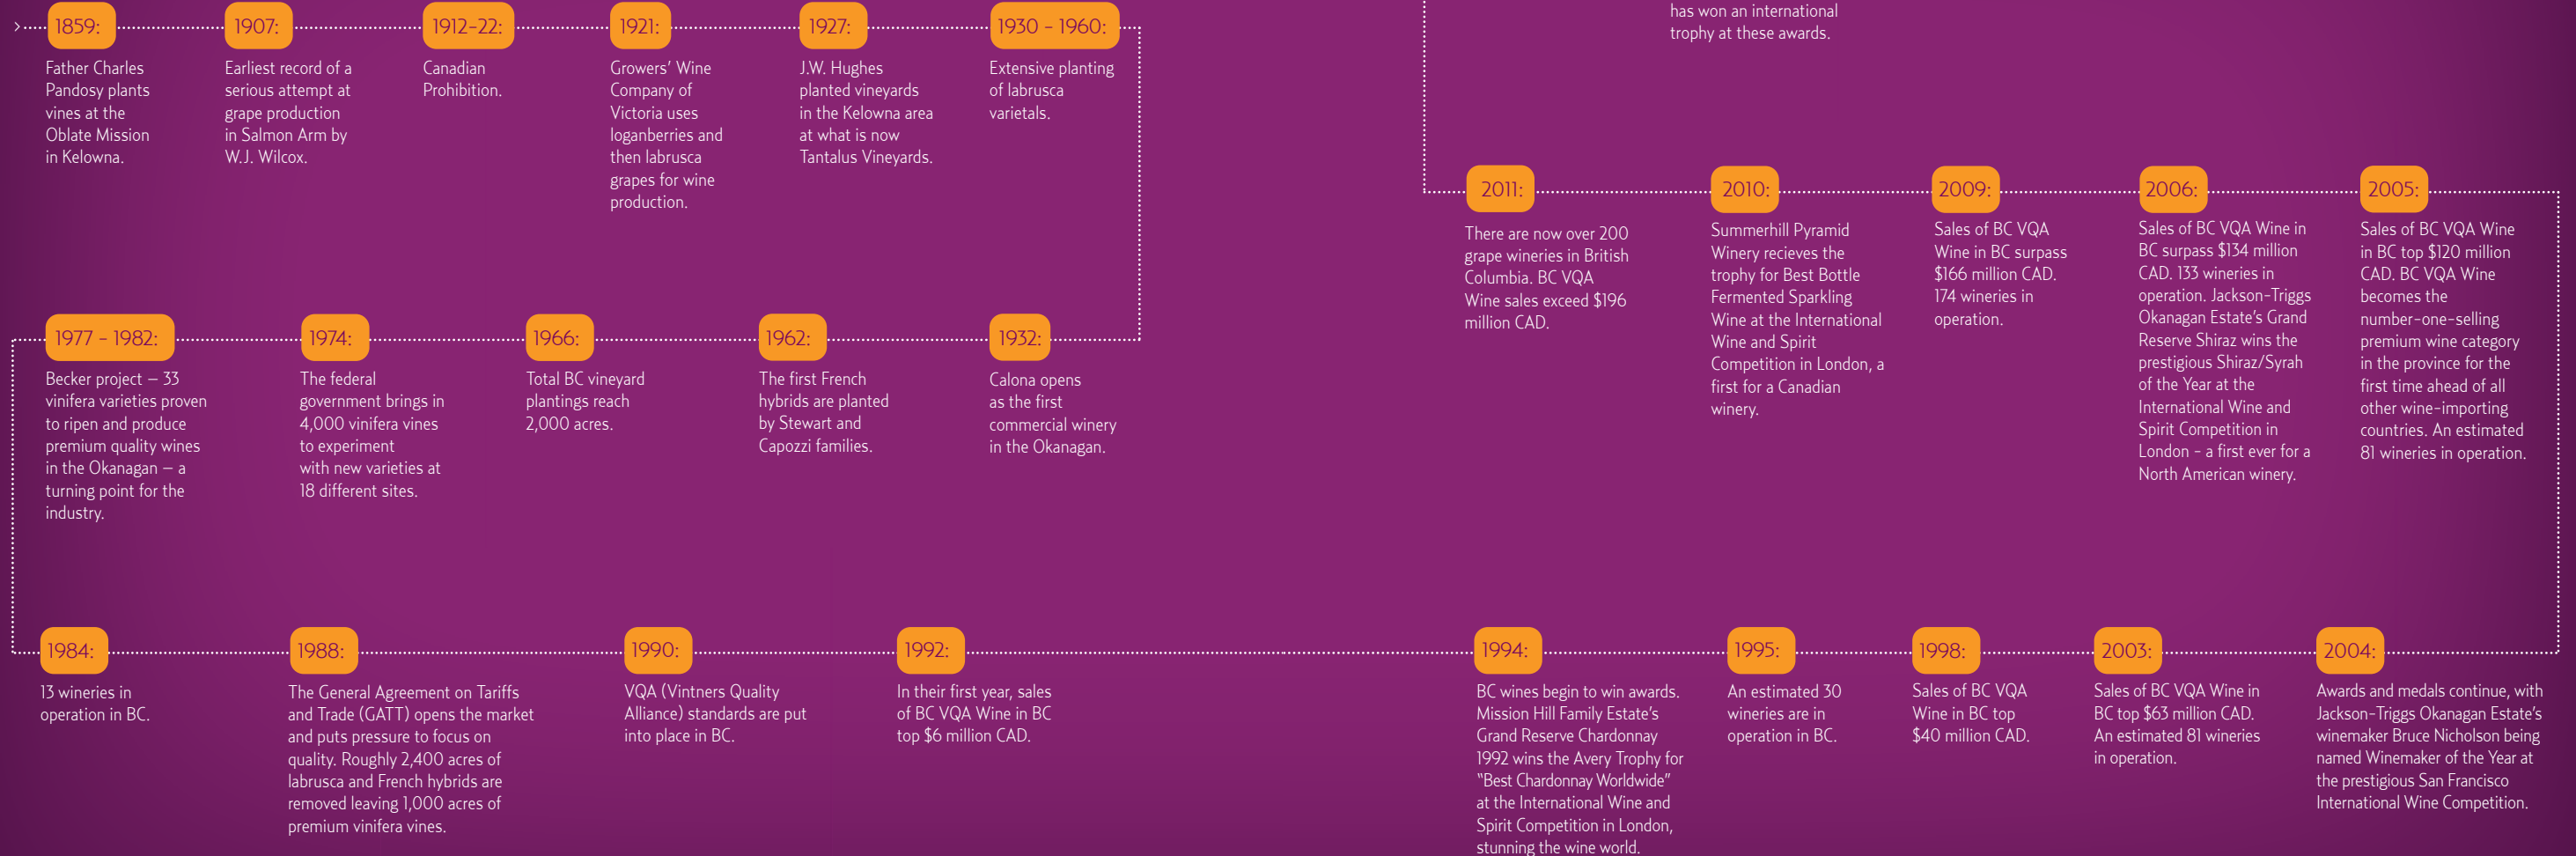 has won an international
trophy at these awards.
1859:
Father Charles
Pandosy plants
vines at the
Oblate Mission
in Kelowna.
1907:
Earliest record of a
serious attempt at
grape production
in Salmon Arm by
W.J. Wilcox.
1912-22:
Canadian
Prohibition.
1921:
Growers' Wine
Company of
Victoria uses
loganberries and
then labrusca
grapes for wine
production.
1927:
J.W. Hughes
planted vineyards
in the Kelowna area
at what is now
Tantalus Vineyards.
1930 - 1960:
Extensive planting
of labrusca
varietals.
1932:
Calona opens
as the first
commercial winery
in the Okanagan.
1962:
The first French
hybrids are planted
by Stewart and
Capozzi families.
1966:
Total BC vineyard
plantings reach
2,000 acres.
1974:
The federal
government brings in
4,000 vinifera vines
to experiment
with new varieties at
18 different sites.
1977 - 1982:
Becker project – 33
vinifera varieties proven
to ripen and produce
premium quality wines
in the Okanagan – a
turning point for the
industry.
1984:
13 wineries in
operation in BC.
1988:
The General Agreement on Tariffs
and Trade (GATT) opens the market
and puts pressure to focus on
quality. Roughly 2,400 acres of
labrusca and French hybrids are
removed leaving 1,000 acres of
premium vinifera vines.
1990:
VQA (Vintners Quality
Alliance) standards are put
into place in BC.
1992:
In their first year, sales
of BC VQA Wine in BC
top $6 million CAD.
1994:
BC wines begin to win awards.
Mission Hill Family Estate's
Grand Reserve Chardonnay
1992 wins the Avery Trophy for
"Best Chardonnay Worldwide"
at the International Wine and
Spirit Competition in London,
stunning the wine world.
1995:
An estimated 30
wineries are in
operation in BC.
1998:
Sales of BC VQA
Wine in BC top
$40 million CAD.
2003:
Sales of BC VQA Wine in
BC top $63 million CAD.
An estimated 81 wineries
in operation.
2004:
Awards and medals continue, with
Jackson-Triggs Okanagan Estate's
winemaker Bruce Nicholson being
named Winemaker of the Year at
the prestigious San Francisco
International Wine Competition.
2005:
Sales of BC VQA Wine
in BC top $120 million
CAD. BC VQA Wine
becomes the
number-one-selling
premium wine category
in the province for the
first time ahead of all
other wine-importing
countries. An estimated
81 wineries in operation.
2006:
Sales of BC VQA Wine in
BC surpass $134 million
CAD. 133 wineries in
operation. Jackson-Triggs
Okanagan Estate's Grand
Reserve Shiraz wins the
prestigious Shiraz/Syrah
of the Year at the
International Wine and
Spirit Competition in
London - a first ever for a
North American winery.
2009:
Sales of BC VQA
Wine in BC surpass
$166 million CAD.
174 wineries in
operation.
2010:
Summerhill Pyramid
Winery recieves the
trophy for Best Bottle
Fermented Sparkling
Wine at the International
Wine and Spirit
Competition in London, a
first for a Canadian
winery.
2011:
There are now over 200
grape wineries in British
Columbia. BC VQA
Wine sales exceed $196
million CAD.